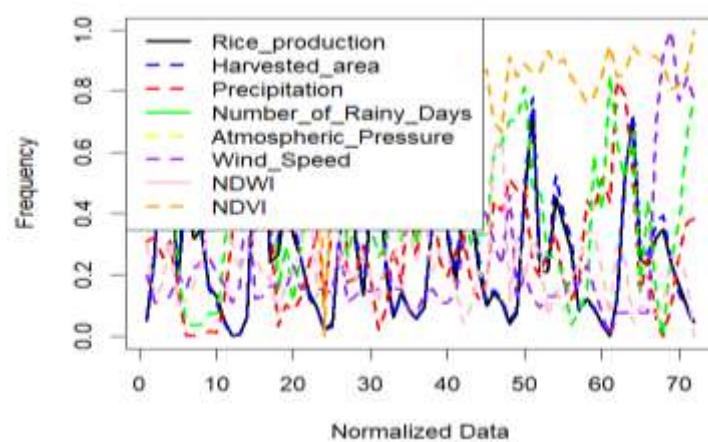 1.0
0.8
0.6
0.4
0.2
0.0
Frequency
Rice_production
Harvested_area
Precipitation
Number_of_Rainy_Days
Atmospheric_Pressure
Wind_Speed
NDWI
NDVI
0 10 20 30 40 50 60 70
Normalized Data